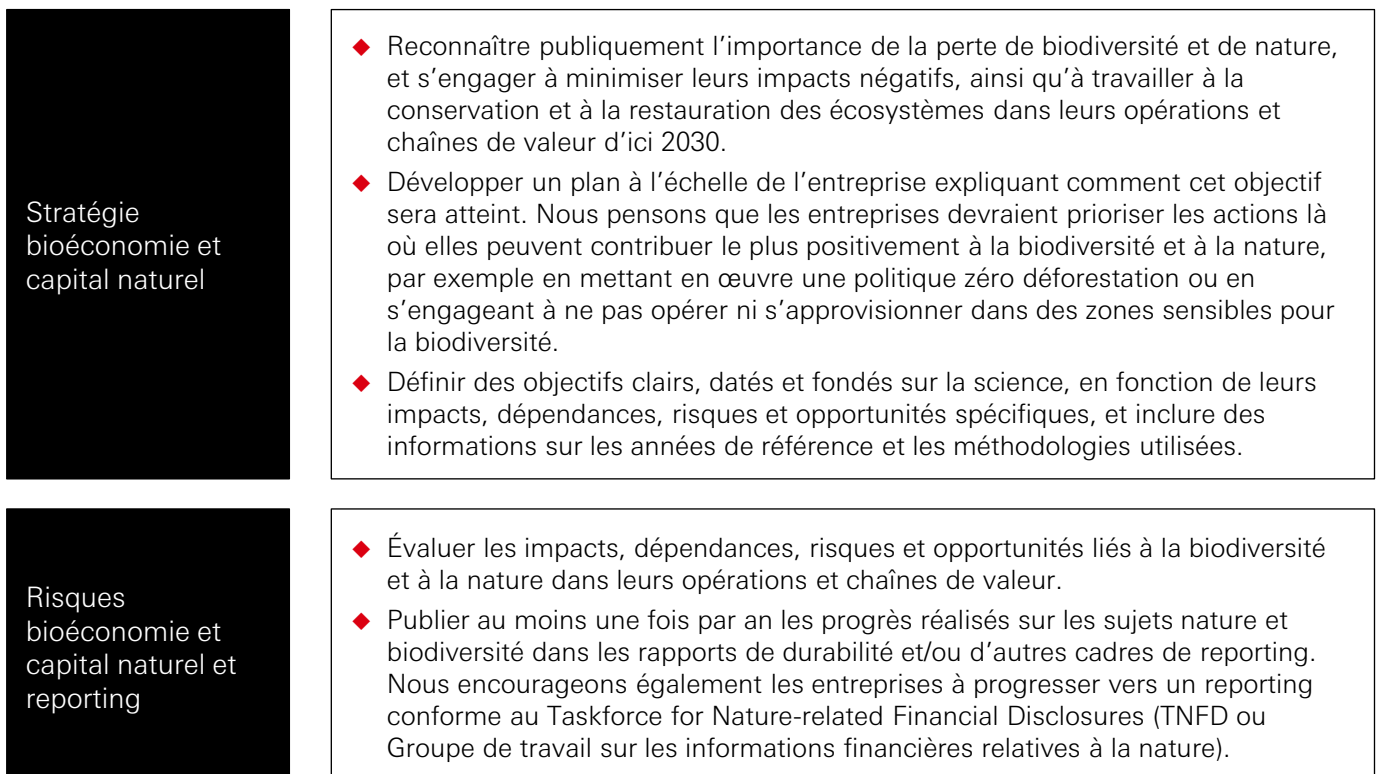 Stratégie
bioéconomie et
capital naturel
◆ Reconnaître publiquement l’importance de la perte de biodiversité et de nature,
et s’engager à minimiser leurs impacts négatifs, ainsi qu’à travailler à la
conservation et à la restauration des écosystèmes dans leurs opérations et
chaînes de valeur d’ici 2030.
◆ Développer un plan à l’échelle de l’entreprise expliquant comment cet objectif
sera atteint. Nous pensons que les entreprises devraient prioriser les actions là
où elles peuvent contribuer le plus positivement à la biodiversité et à la nature,
par exemple en mettant en œuvre une politique zéro déforestation ou en
s’engageant à ne pas opérer ni s’approvisionner dans des zones sensibles pour
la biodiversité.
◆ Définir des objectifs clairs, datés et fondés sur la science, en fonction de leurs
impacts, dépendances, risques et opportunités spécifiques, et inclure des
informations sur les années de référence et les méthodologies utilisées.
Risques
bioéconomie et
capital naturel et
reporting
◆ Évaluer les impacts, dépendances, risques et opportunités liés à la biodiversité
et à la nature dans leurs opérations et chaînes de valeur.
◆ Publier au moins une fois par an les progrès réalisés sur les sujets nature et
biodiversité dans les rapports de durabilité et/ou d’autres cadres de reporting.
Nous encourageons également les entreprises à progresser vers un reporting
conforme au Taskforce for Nature-related Financial Disclosures (TNFD ou
Groupe de travail sur les informations financières relatives à la nature).